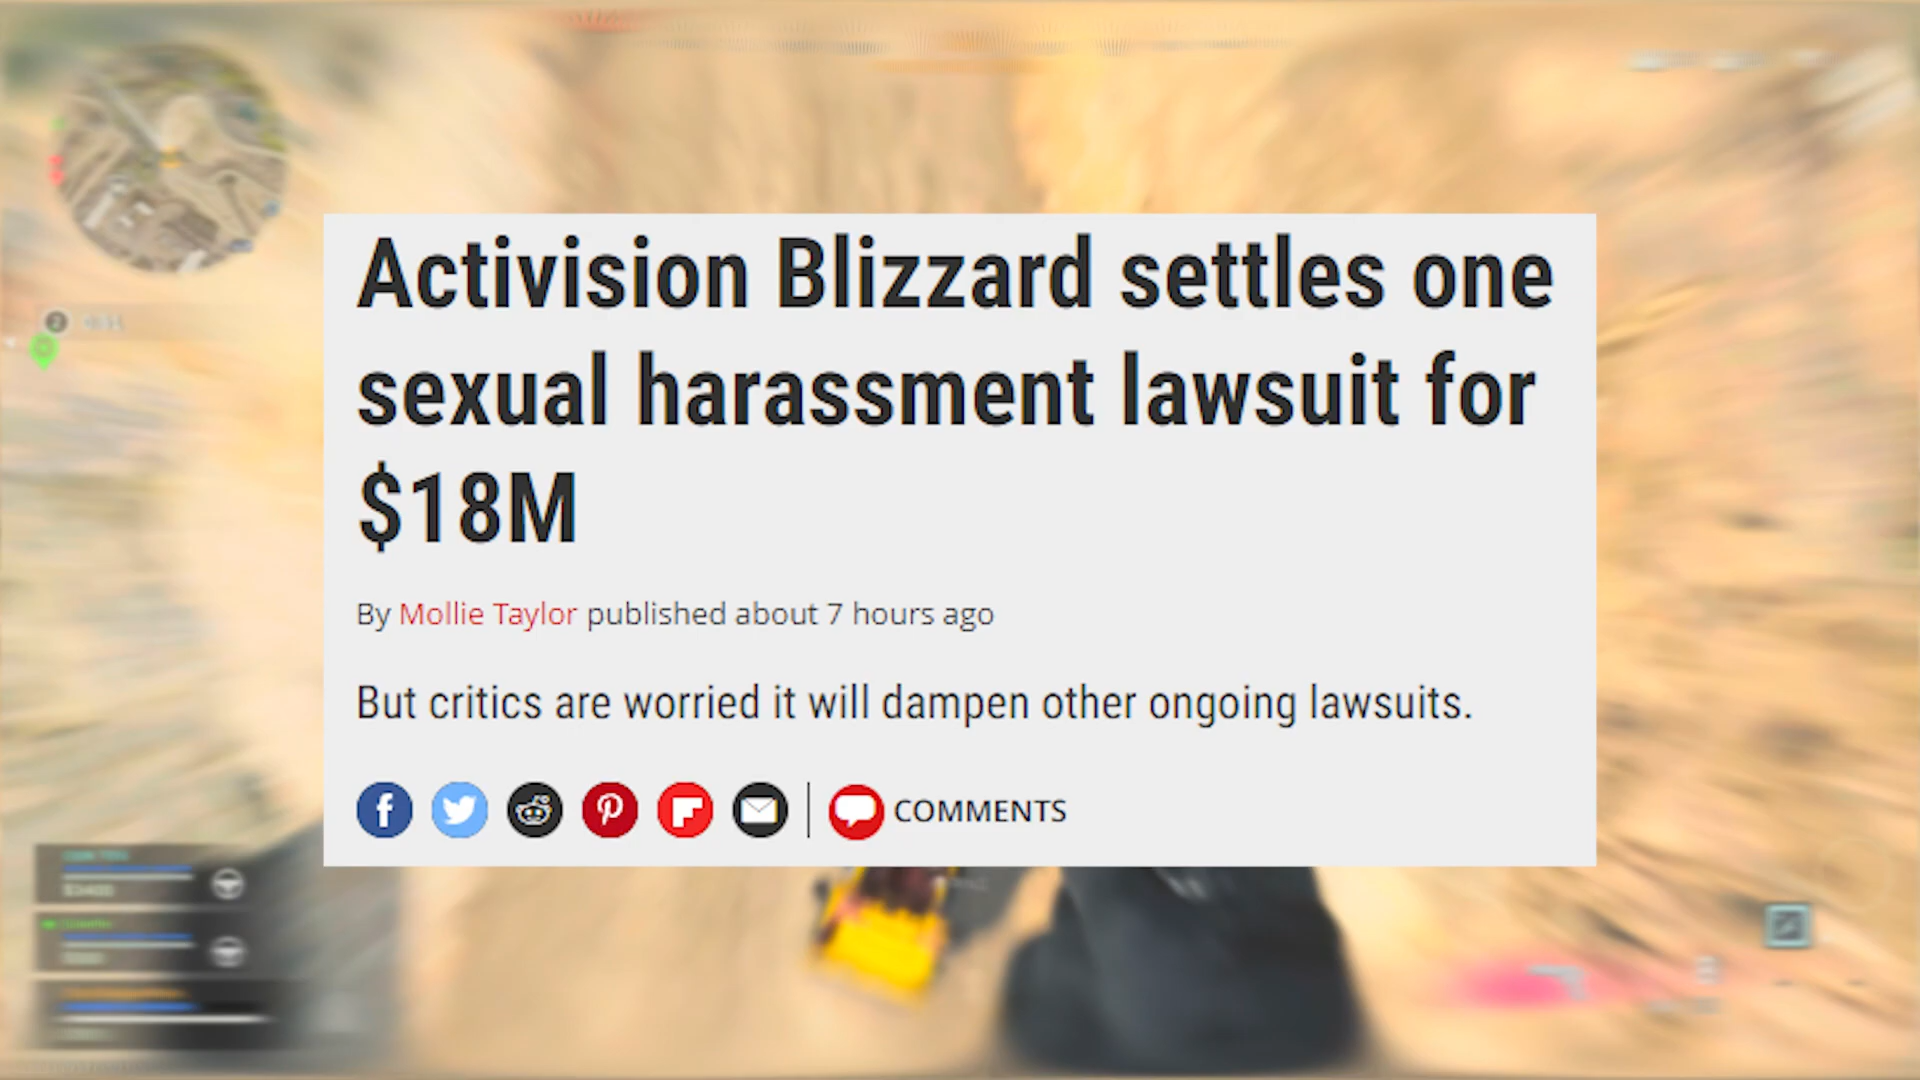 Activision Blizzard settles one
sexual harassment lawsuit for
$18M
By Mollie Taylor published about 7 hours ago
But critics are worried it will dampen other ongoing lawsuits.
COMMENTS